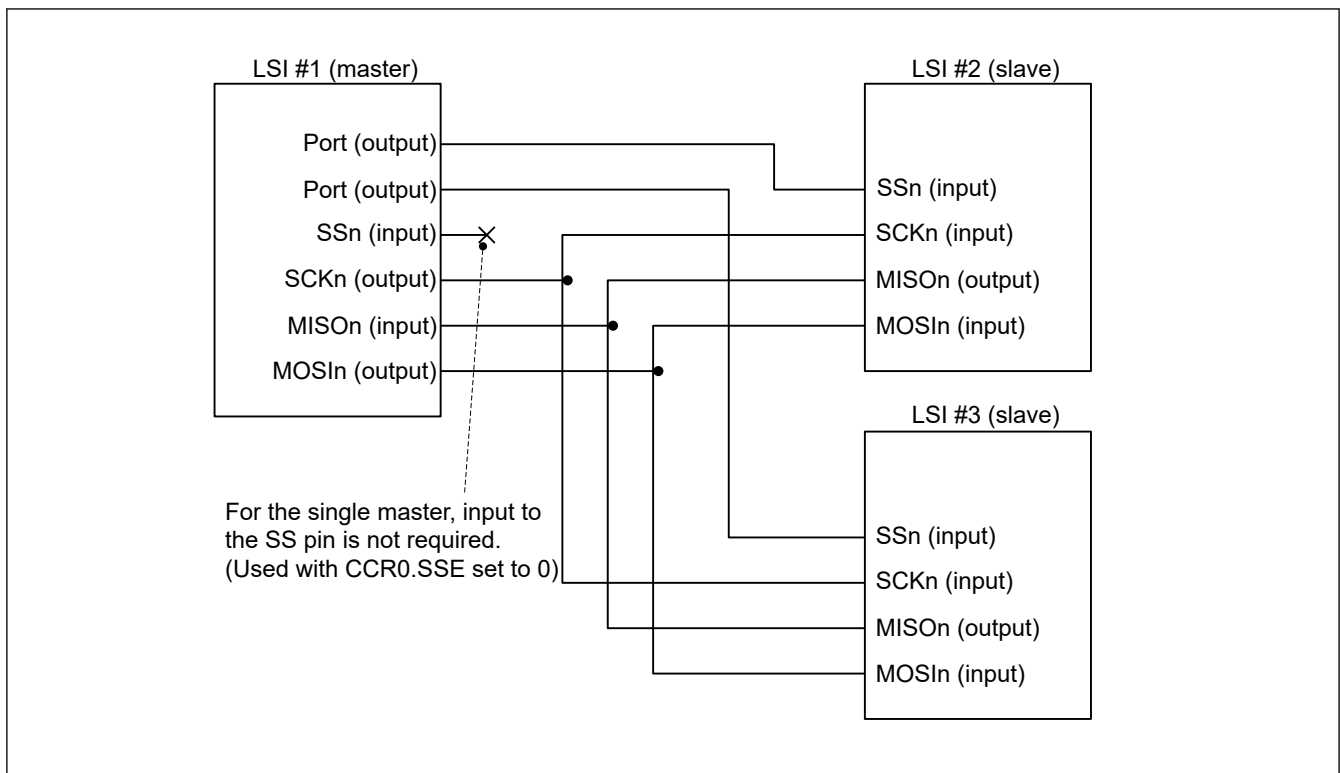 LSI #1 (master)
Port (output)
Port (output)
SSn (input)
SCKn (output)
MISOn (input)
MOSIn (output)
For the single master, input to
the SS pin is not required.
(Used with CCR0.SSE set to 0)
LSI #2 (slave)
SSn (input)
SCKn (input)
MISOn (output)
MOSIn (input)
LSI #3 (slave)
SSn (input)
SCKn (input)
MISOn (output)
MOSIn (input)